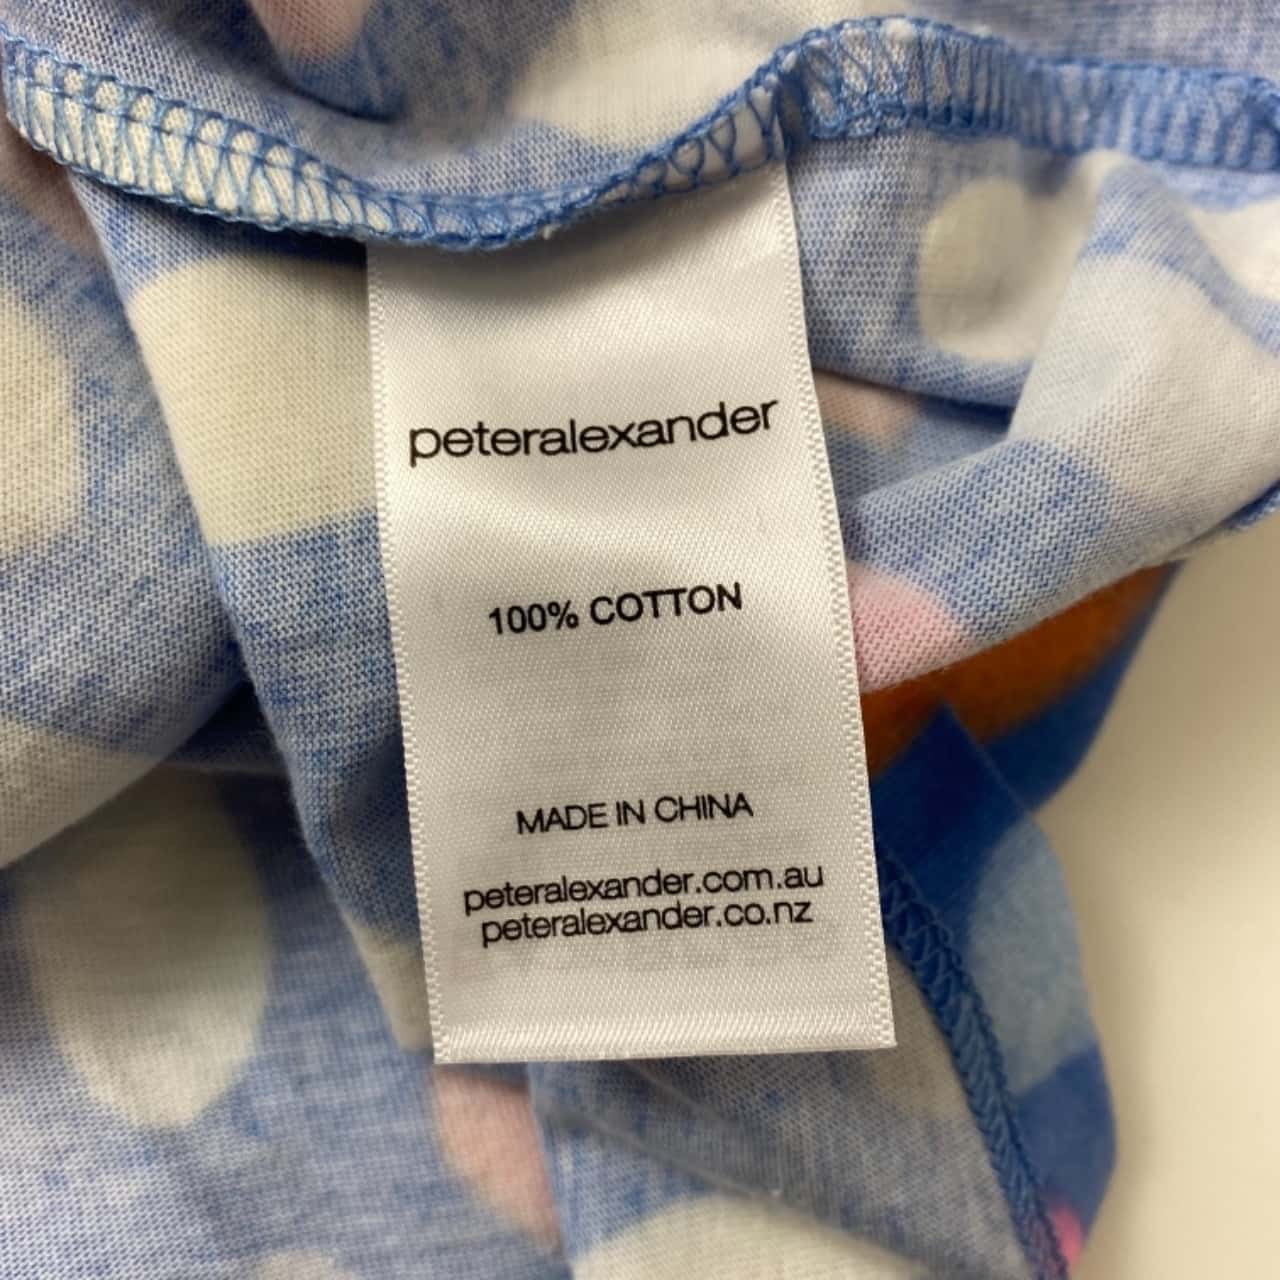 peteralexander
100% COTTON
MADE IN CHINA
peteralexander.com.au
peteralexander.co.nz